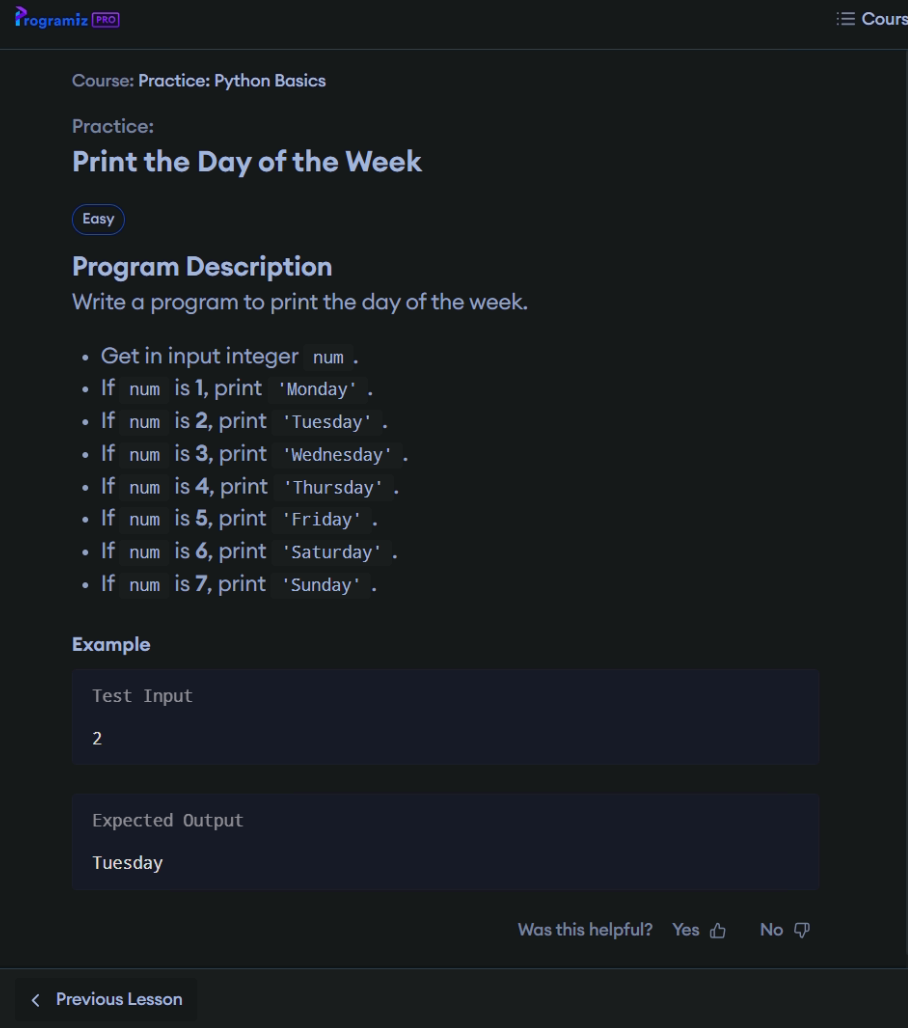 Programiz PRO
Cours
Course: Practice: Python Basics
Practice:
Print the Day of the Week
Easy
Program Description
Write a program to print the day of the week.
• Get in input integer num .
• If num is 1, print 'Monday' .
• If num is 2, print 'Tuesday' .
• If num is 3, print 'Wednesday' .
• If num is 4, print 'Thursday' .
• If num is 5, print 'Friday' .
• If num is 6, print 'Saturday' .
• If num is 7, print 'Sunday' .
Example
Test Input
2
Expected Output
Tuesday
Was this helpful? Yes No
Previous Lesson